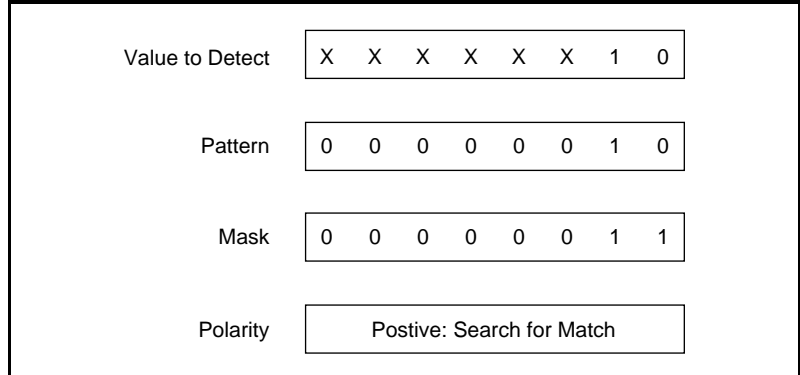 Value to Detect X X X X X X 1 0
Pattern 0 0 0 0 0 0 1 0
Mask 0 0 0 0 0 0 1 1
Polarity Postive: Search for Match